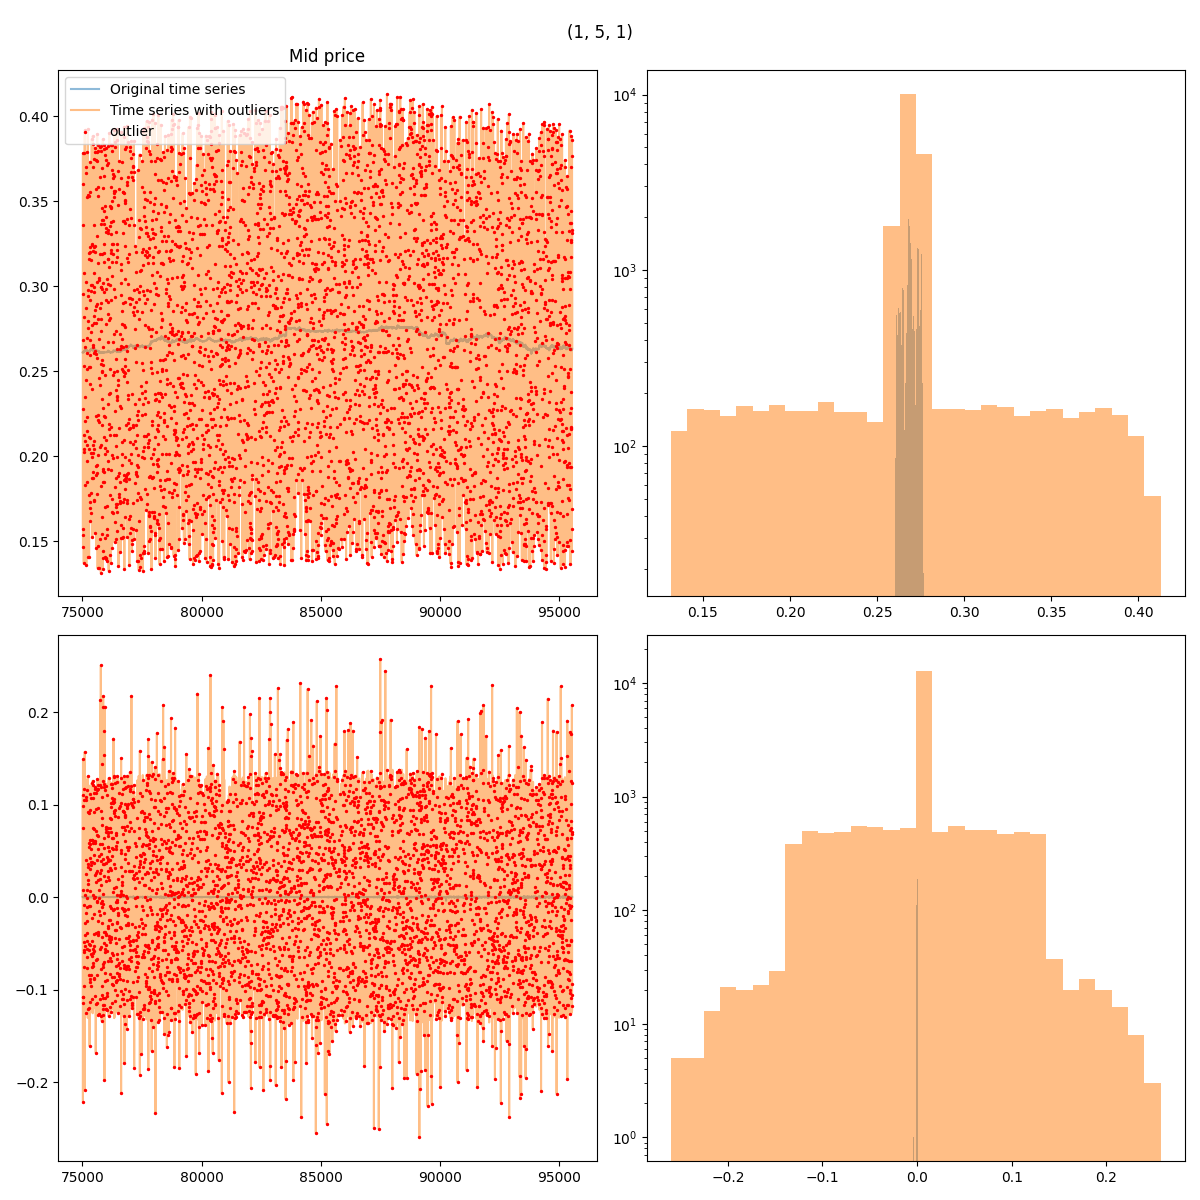 (1, 5, 1)
Mid price
Original time series
Time series with outliers
outlier
0.40
0.35
0.30
0.25
0.20
0.15
75000 80000 85000 90000 95000
10^4
10^3
10^2
0.15 0.20 0.25 0.30 0.35 0.40
0.2
0.1
0.0
−0.1
−0.2
75000 80000 85000 90000 95000
10^4
10^3
10^2
10^1
10^0
−0.2 −0.1 0.0 0.1 0.2